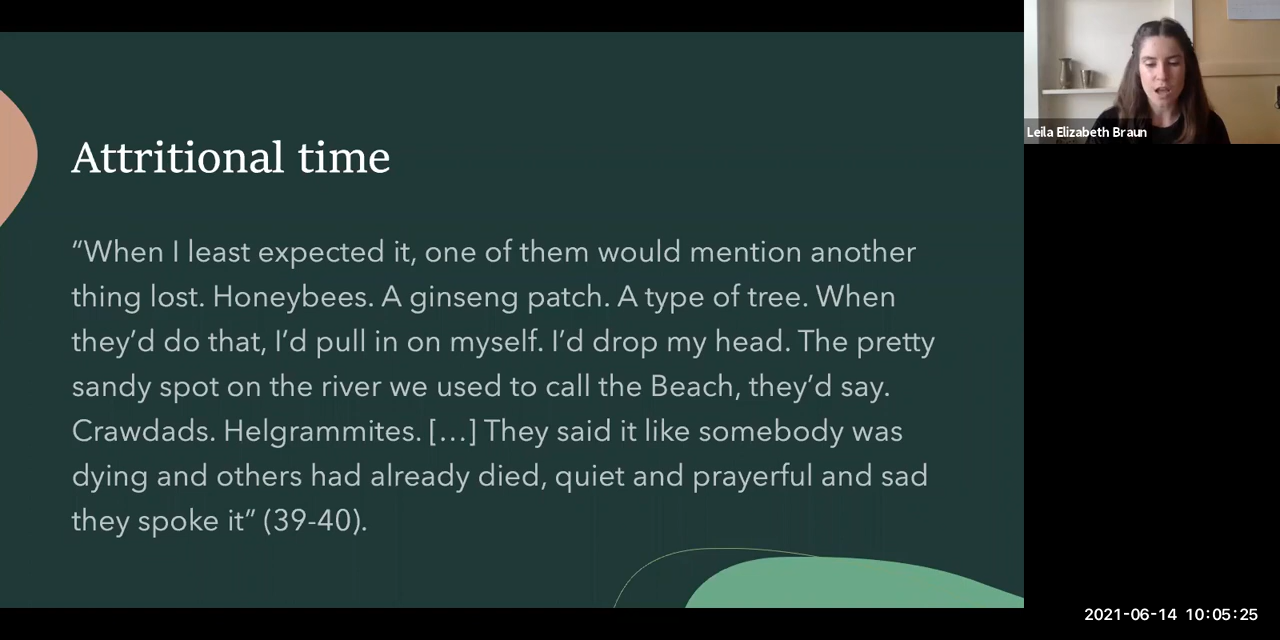 Attritional time
“When I least expected it, one of them would mention another
thing lost. Honeybees. A ginseng patch. A type of tree. When
they’d do that, I’d pull in on myself. I’d drop my head. The pretty
sandy spot on the river we used to call the Beach, they’d say.
Crawdads. Helgrammites. […] They said it like somebody was
dying and others had already died, quiet and prayerful and sad
they spoke it” (39-40).
Leila Elizabeth Braun
2021-06-14 10:05:25